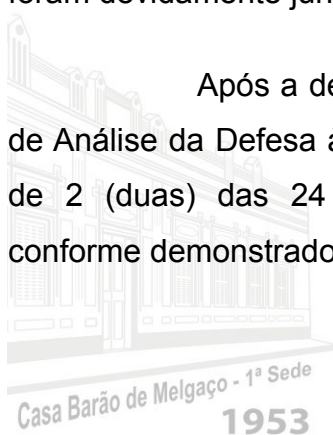 Após a de
de Análise da Defesa a
de 2 (duas) das 24
conforme demonstrado
Casa Barão de Melgaço - 1ª Sede
1953